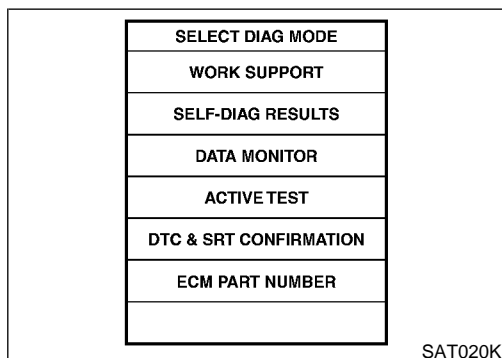 SELECT DIAG MODE
WORK SUPPORT
SELF-DIAG RESULTS
DATA MONITOR
ACTIVE TEST
DTC & SRT CONFIRMATION
ECM PART NUMBER
SAT020K